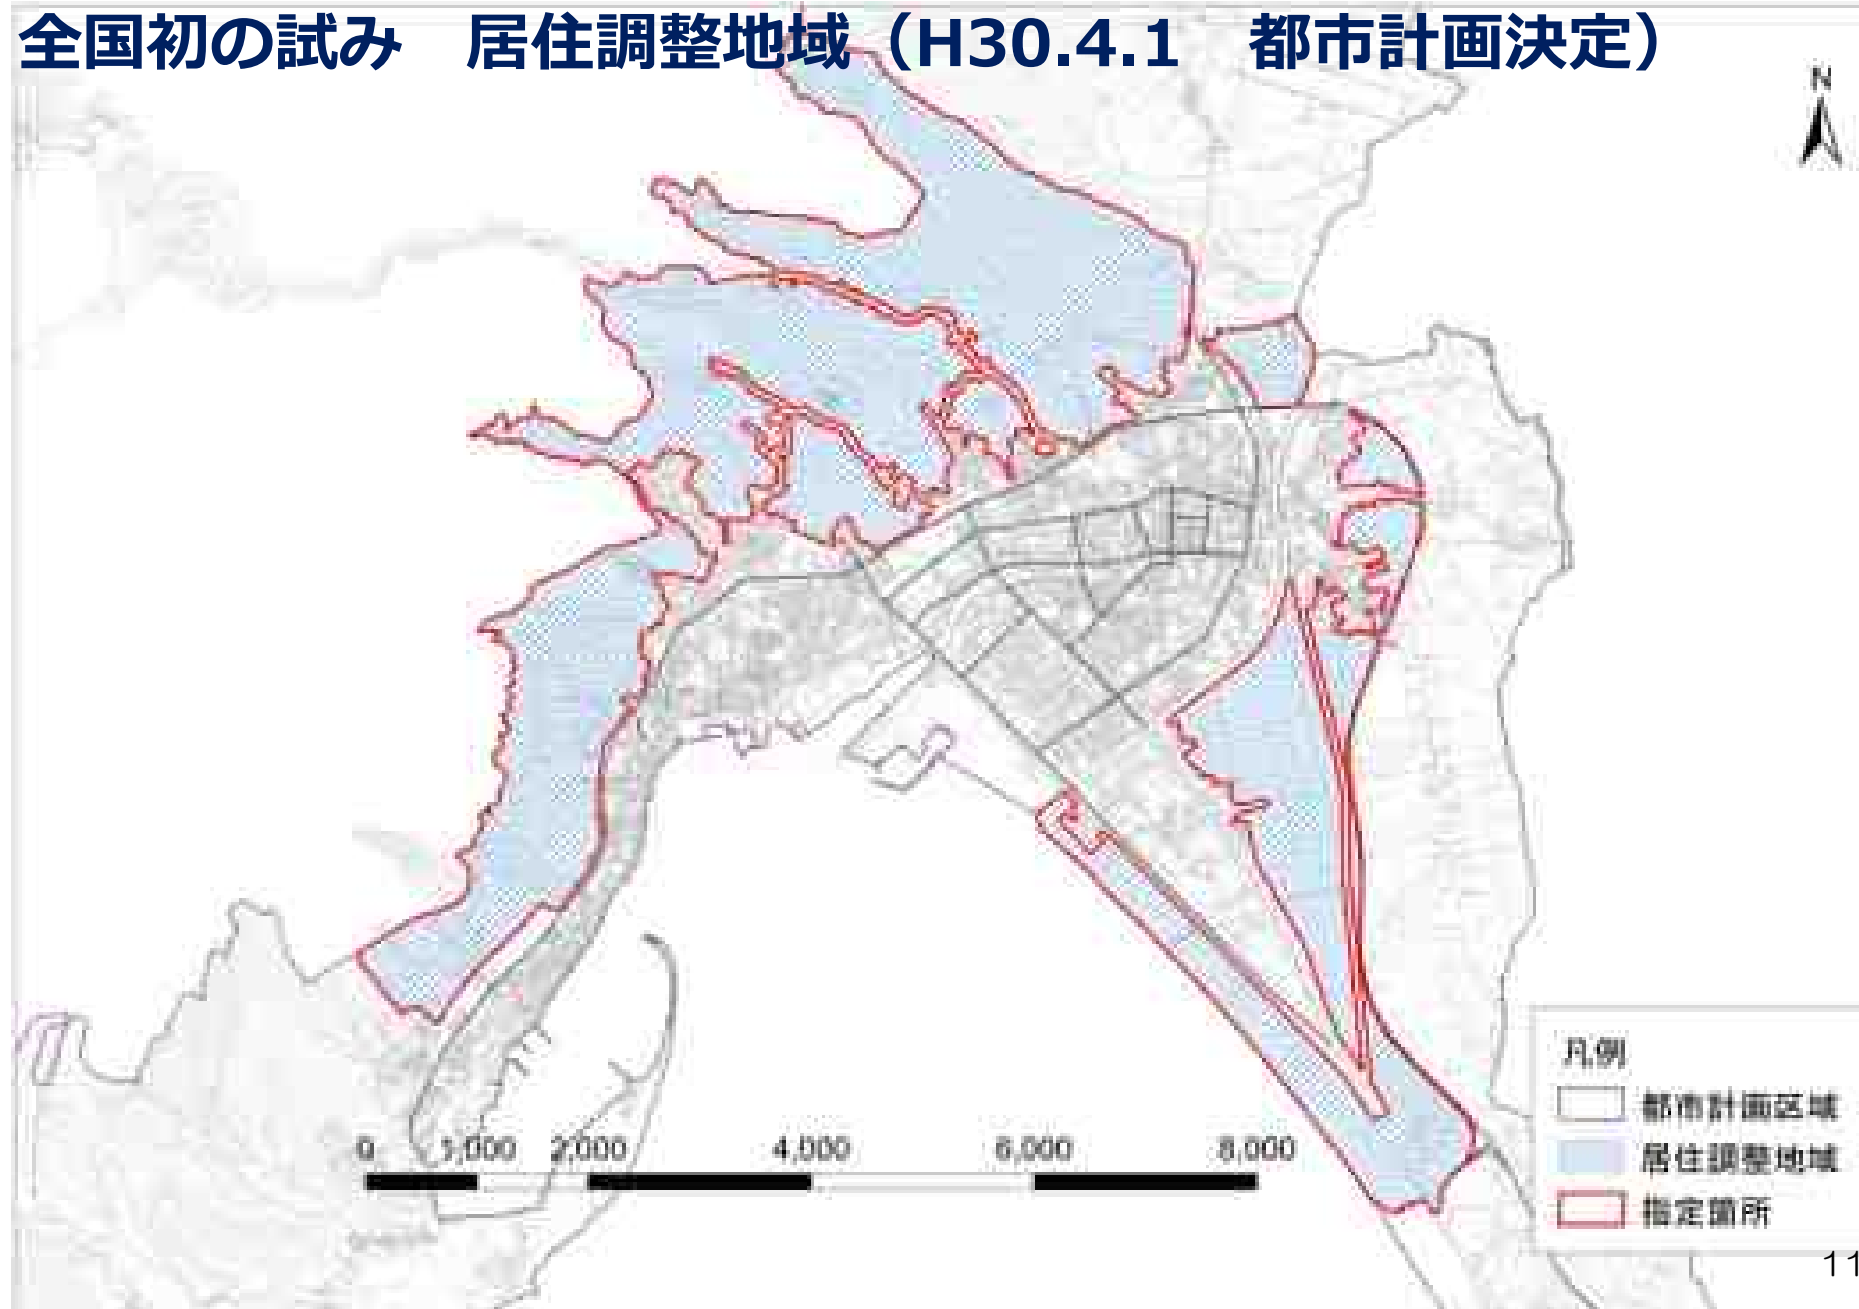 全国初の試み　居住調整地域（H30.4.1　都市計画決定）
N
凡例
都市計画区域
居住調整地域
指定箇所
0 1,000 2,000 4,000 6,000 8,000
11